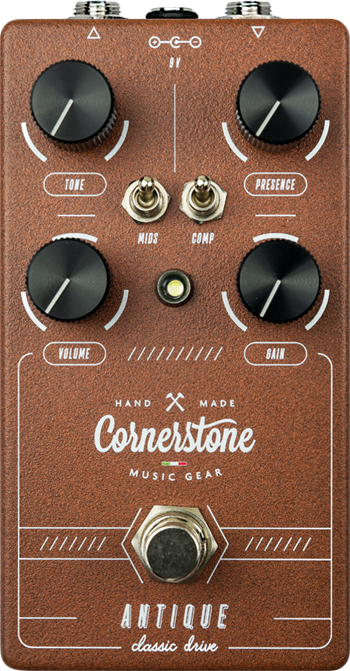 9V
TONE
PRESENCE
MIDS
COMP
VOLUME
GAIN
HAND MADE
Cornerstone
MUSIC GEAR
ANTIQUE
classic drive